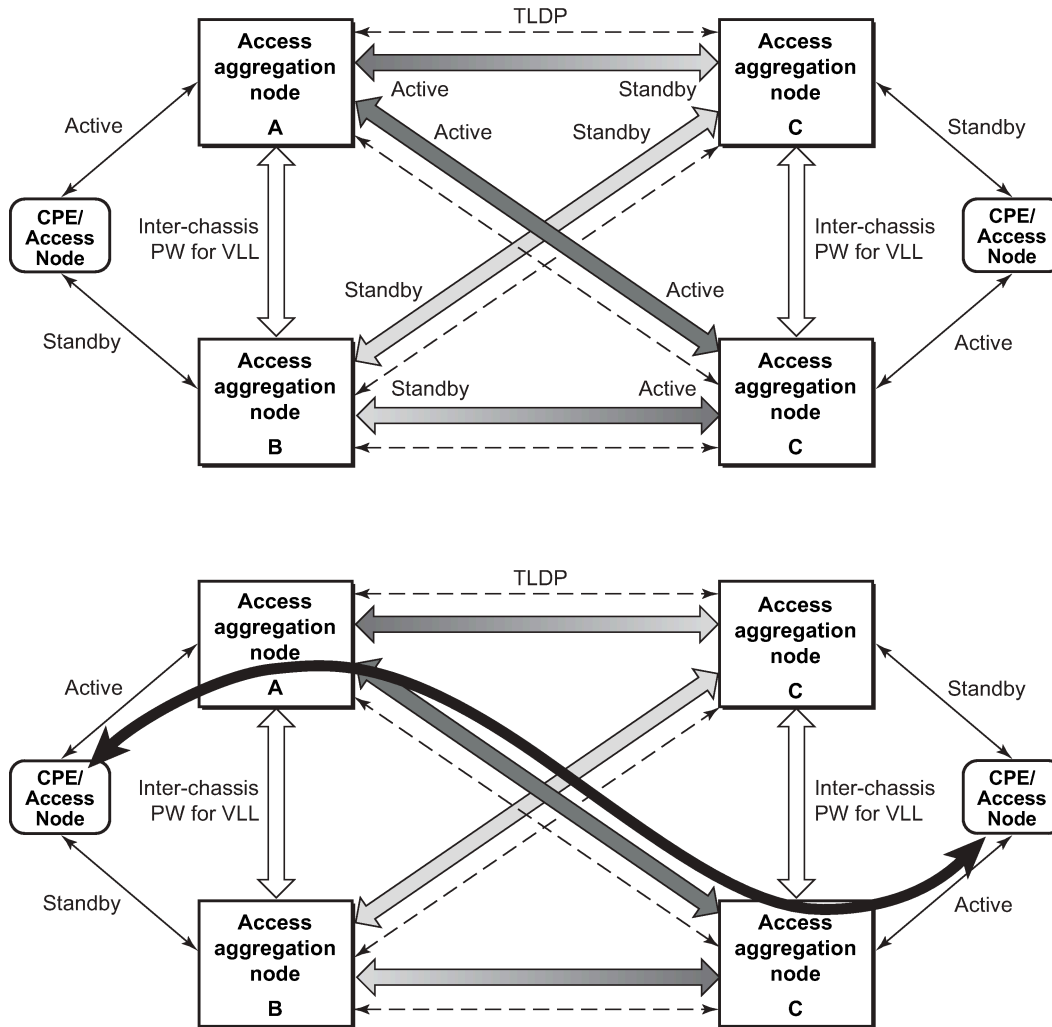 TLDP
Access
aggregation
node
A
Access
aggregation
node
C
Active
Standby
Active
Active
Standby
Standby
CPE/
Access
Node
Inter-chassis
PW for VLL
Inter-chassis
PW for VLL
CPE/
Access
Node
Standby
Active
Standby
Active
Access
aggregation
node
B
Standby
Active
Access
aggregation
node
C
TLDP
Access
aggregation
node
A
Access
aggregation
node
C
Active
Standby
CPE/
Access
Node
Inter-chassis
PW for VLL
Inter-chassis
PW for VLL
CPE/
Access
Node
Standby
Active
Access
aggregation
node
B
Access
aggregation
node
C